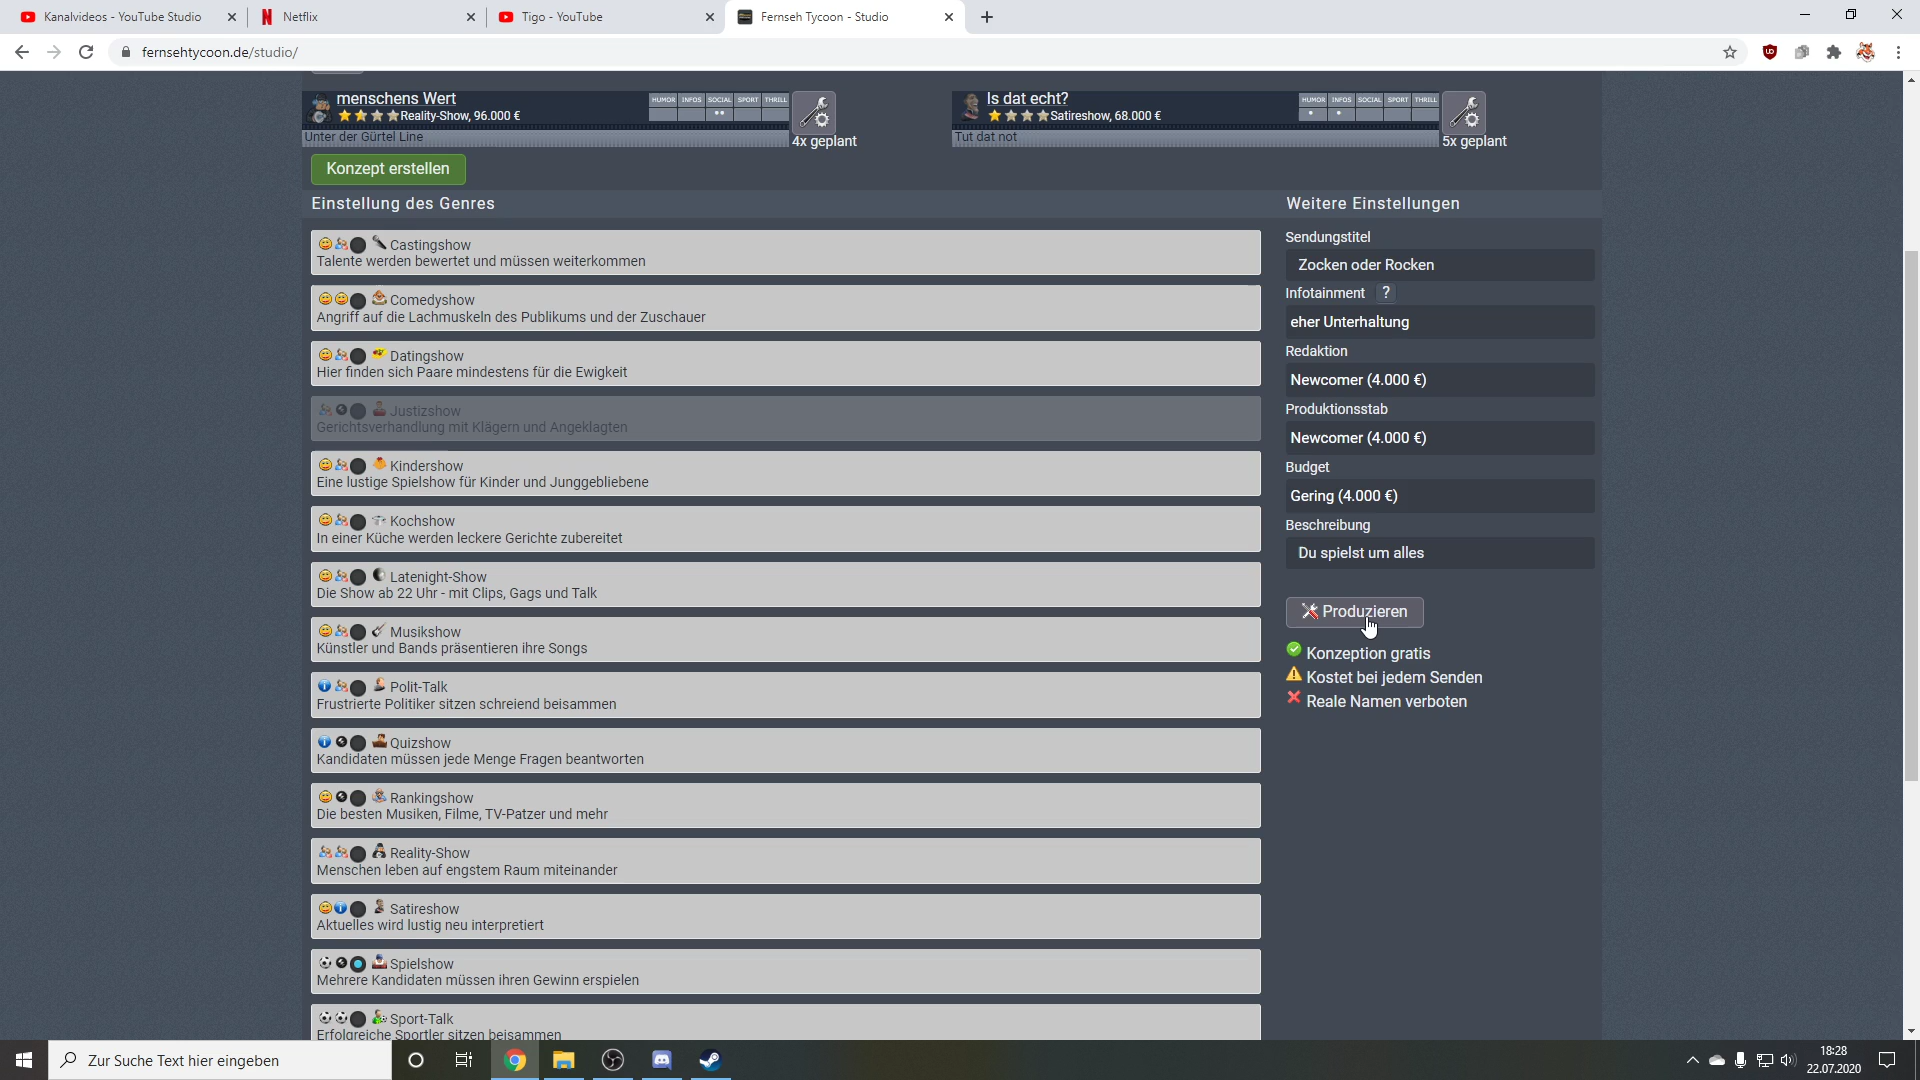 Kanalvideos - YouTube Studio
Netflix
Tigo - YouTube
Fernseh Tycoon - Studio
fernsehtycoon.de/studio/
menschens Wert
Reality-Show, 96.000 €
HUMOR INFOS SOCIAL SPORT THRILL
Unter der Gürtel Line
4x geplant
Is dat echt?
Satireshow, 68.000 €
HUMOR INFOS SOCIAL SPORT THRILL
Tut dat not
5x geplant
Konzept erstellen
Einstellung des Genres
Castingshow
Talente werden bewertet und müssen weiterkommen
Comedyshow
Angriff auf die Lachmuskeln des Publikums und der Zuschauer
Datingshow
Hier finden sich Paare mindestens für die Ewigkeit
Justizshow
Gerichtsverhandlung mit Klägern und Angeklagten
Kindershow
Eine lustige Spielshow für Kinder und Junggebliebene
Kochshow
In einer Küche werden leckere Gerichte zubereitet
Latenight-Show
Die Show ab 22 Uhr - mit Clips, Gags und Talk
Musikshow
Künstler und Bands präsentieren ihre Songs
Polit-Talk
Frustrierte Politiker sitzen schreiend beisammen
Quizshow
Kandidaten müssen jede Menge Fragen beantworten
Rankingshow
Die besten Musiken, Filme, TV-Patzer und mehr
Reality-Show
Menschen leben auf engstem Raum miteinander
Satireshow
Aktuelles wird lustig neu interpretiert
Spielshow
Mehrere Kandidaten müssen ihren Gewinn erspielen
Sport-Talk
Erfolgreiche Sportler sitzen beisammen
Weitere Einstellungen
Sendungstitel
Zocken oder Rocken
Infotainment ?
eher Unterhaltung
Redaktion
Newcomer (4.000 €)
Produktionsstab
Newcomer (4.000 €)
Budget
Gering (4.000 €)
Beschreibung
Du spielst um alles
Produzieren
Konzeption gratis
Kostet bei jedem Senden
Reale Namen verboten
Zur Suche Text hier eingeben
18:28
22.07.2020